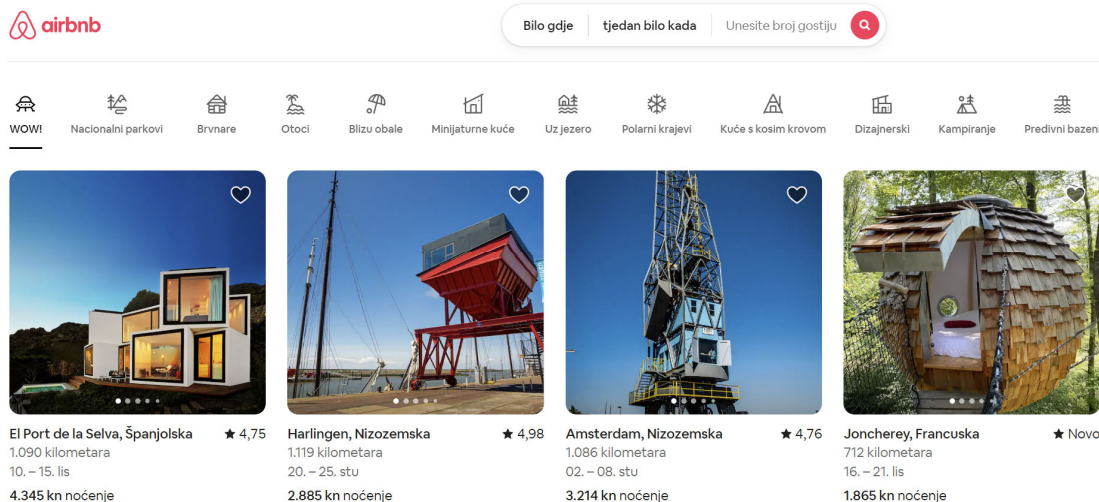 airbnb
Bilo gdje tjedan bilo kada Unesite broj gostiju
WOW! Nacionalni parkovi Brvnare Otoci Blizu obale Minijaturne kuće Uz jezero Polarni krajevi Kuće s kosim krovom Dizajnerski Kampiranje Predivni bazeni
El Port de la Selva, Španjolska 4,75
1.090 kilometara
10. – 15. lis
4.345 kn noćenje
Harlingen, Nizozemska 4,98
1.119 kilometara
20. – 25. stu
2.885 kn noćenje
Amsterdam, Nizozemska 4,76
1.086 kilometara
02. – 08. stu
3.214 kn noćenje
Joncherey, Francuska Novo
712 kilometara
16. – 21. lis
1.865 kn noćenje